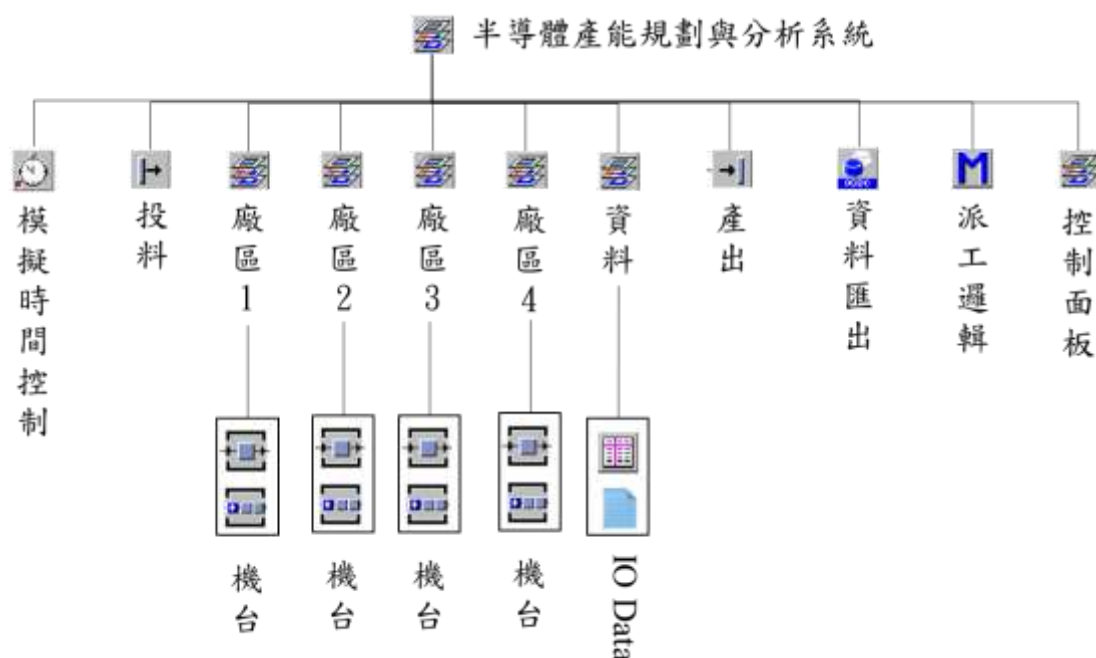 半導體產能規劃與分析系統
模擬時間控制
投料
廠區1
廠區2
廠區3
廠區4
資料
產出
資料匯出
派工邏輯
控制面板
機台
機台
機台
機台
IO Data